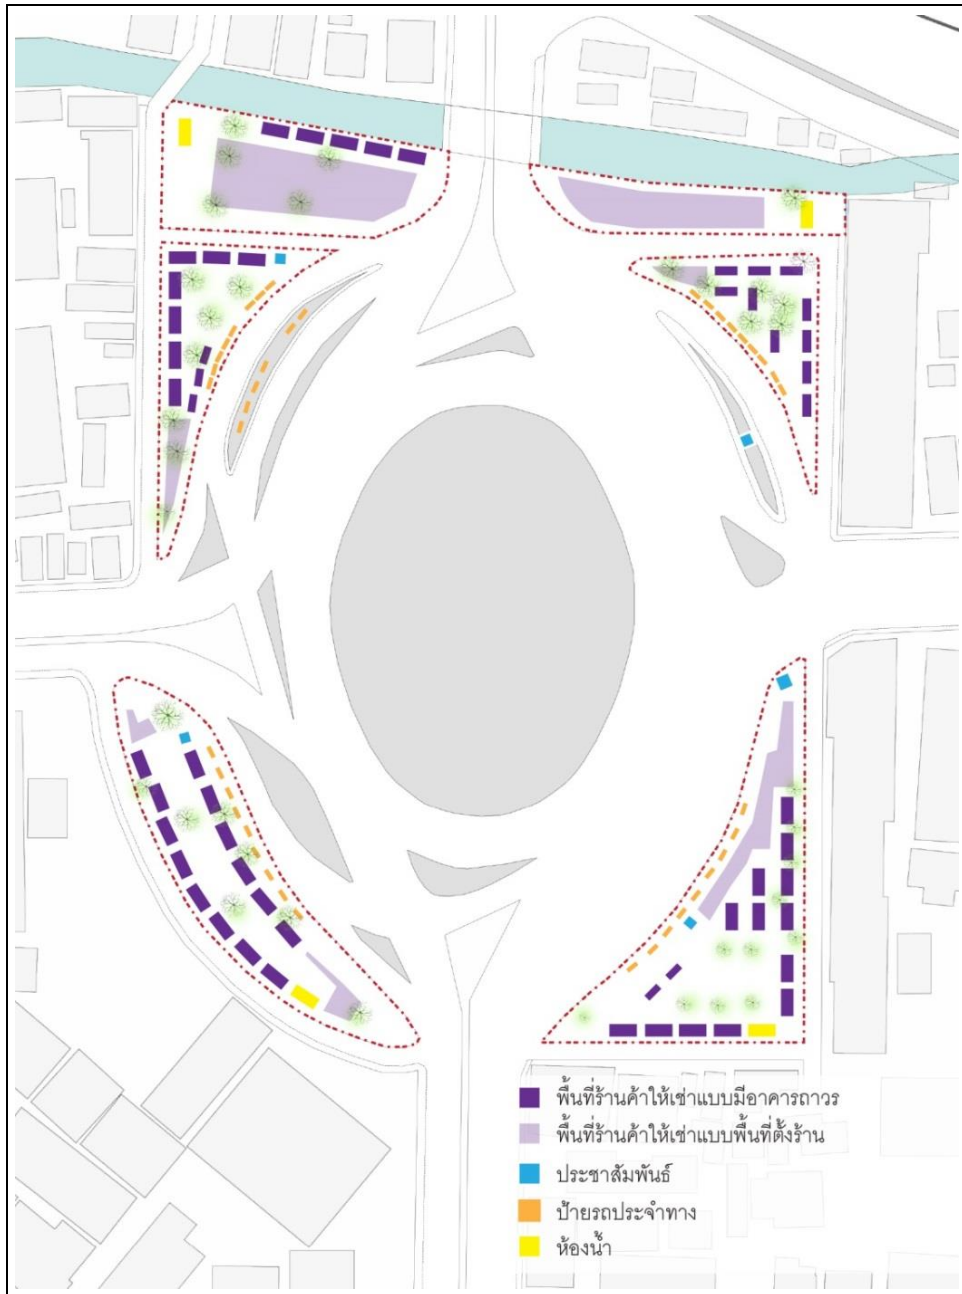 พื้นที่ร้านค้าให้เช่าแบบมีอาคารถาวร
พื้นที่ร้านค้าให้เช่าแบบพื้นที่ตั้งร้าน
ประชาสัมพันธ์
ป้ายรถประจำทาง
ห้องน้ำ